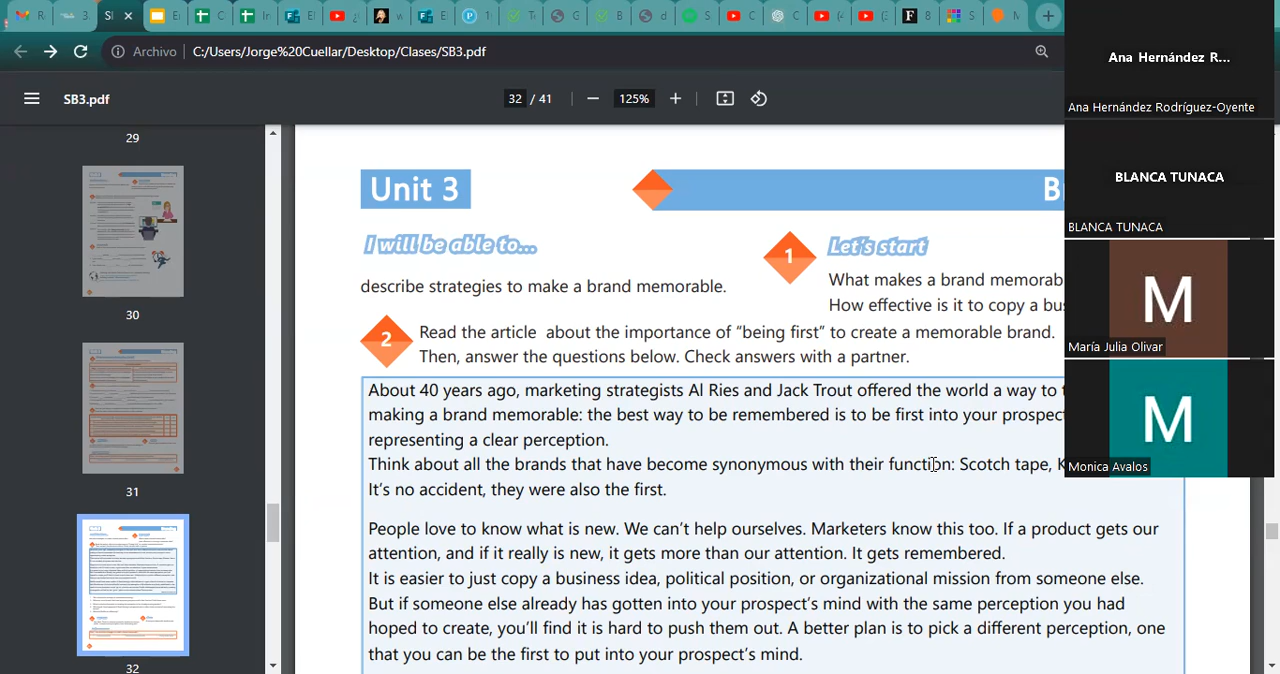 Archivo
C:/Users/Jorge%20Cuellar/Desktop/Clases/SB3.pdf
SB3.pdf
32 / 41
125%
29
30
31
32
Unit 3
B
I will be able to...
describe strategies to make a brand memorable.
1
Let's start
What makes a brand memorab
How effective is it to copy a bus
2
Read the article about the importance of “being first” to create a memorable brand.
Then, answer the questions below. Check answers with a partner.
About 40 years ago, marketing strategists Al Ries and Jack Trout offered the world a way to t
making a brand memorable: the best way to be remembered is to be first into your prospect
representing a clear perception.
Think about all the brands that have become synonymous with their function: Scotch tape, K
It’s no accident, they were also the first.
People love to know what is new. We can’t help ourselves. Marketers know this too. If a product gets our
attention, and if it really is new, it gets more than our attention. It gets remembered.
It is easier to just copy a business idea, political position, or organizational mission from someone else.
But if someone else already has gotten into your prospect’s mind with the same perception you had
hoped to create, you’ll find it is hard to push them out. A better plan is to pick a different perception, one
that you can be the first to put into your prospect’s mind.
Ana Hernández R...
Ana Hernández Rodríguez-Oyente
BLANCA TUNACA
BLANCA TUNACA
M
María Julia Olivar
M
Monica Avalos